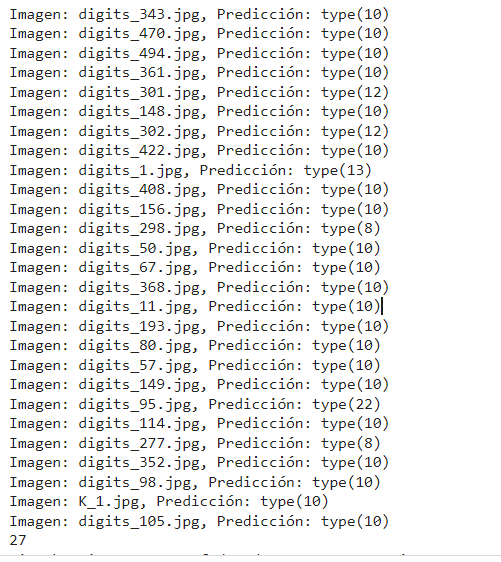 Imagen: digits_343.jpg, Predicción: type(10)
Imagen: digits_470.jpg, Predicción: type(10)
Imagen: digits_494.jpg, Predicción: type(10)
Imagen: digits_361.jpg, Predicción: type(10)
Imagen: digits_301.jpg, Predicción: type(12)
Imagen: digits_148.jpg, Predicción: type(10)
Imagen: digits_302.jpg, Predicción: type(12)
Imagen: digits_422.jpg, Predicción: type(10)
Imagen: digits_1.jpg, Predicción: type(13)
Imagen: digits_408.jpg, Predicción: type(10)
Imagen: digits_156.jpg, Predicción: type(10)
Imagen: digits_298.jpg, Predicción: type(8)
Imagen: digits_50.jpg, Predicción: type(10)
Imagen: digits_67.jpg, Predicción: type(10)
Imagen: digits_368.jpg, Predicción: type(10)
Imagen: digits_11.jpg, Predicción: type(10)
Imagen: digits_193.jpg, Predicción: type(10)
Imagen: digits_80.jpg, Predicción: type(10)
Imagen: digits_57.jpg, Predicción: type(10)
Imagen: digits_149.jpg, Predicción: type(10)
Imagen: digits_95.jpg, Predicción: type(22)
Imagen: digits_114.jpg, Predicción: type(10)
Imagen: digits_277.jpg, Predicción: type(8)
Imagen: digits_352.jpg, Predicción: type(10)
Imagen: digits_98.jpg, Predicción: type(10)
Imagen: K_1.jpg, Predicción: type(10)
Imagen: digits_105.jpg, Predicción: type(10)
27